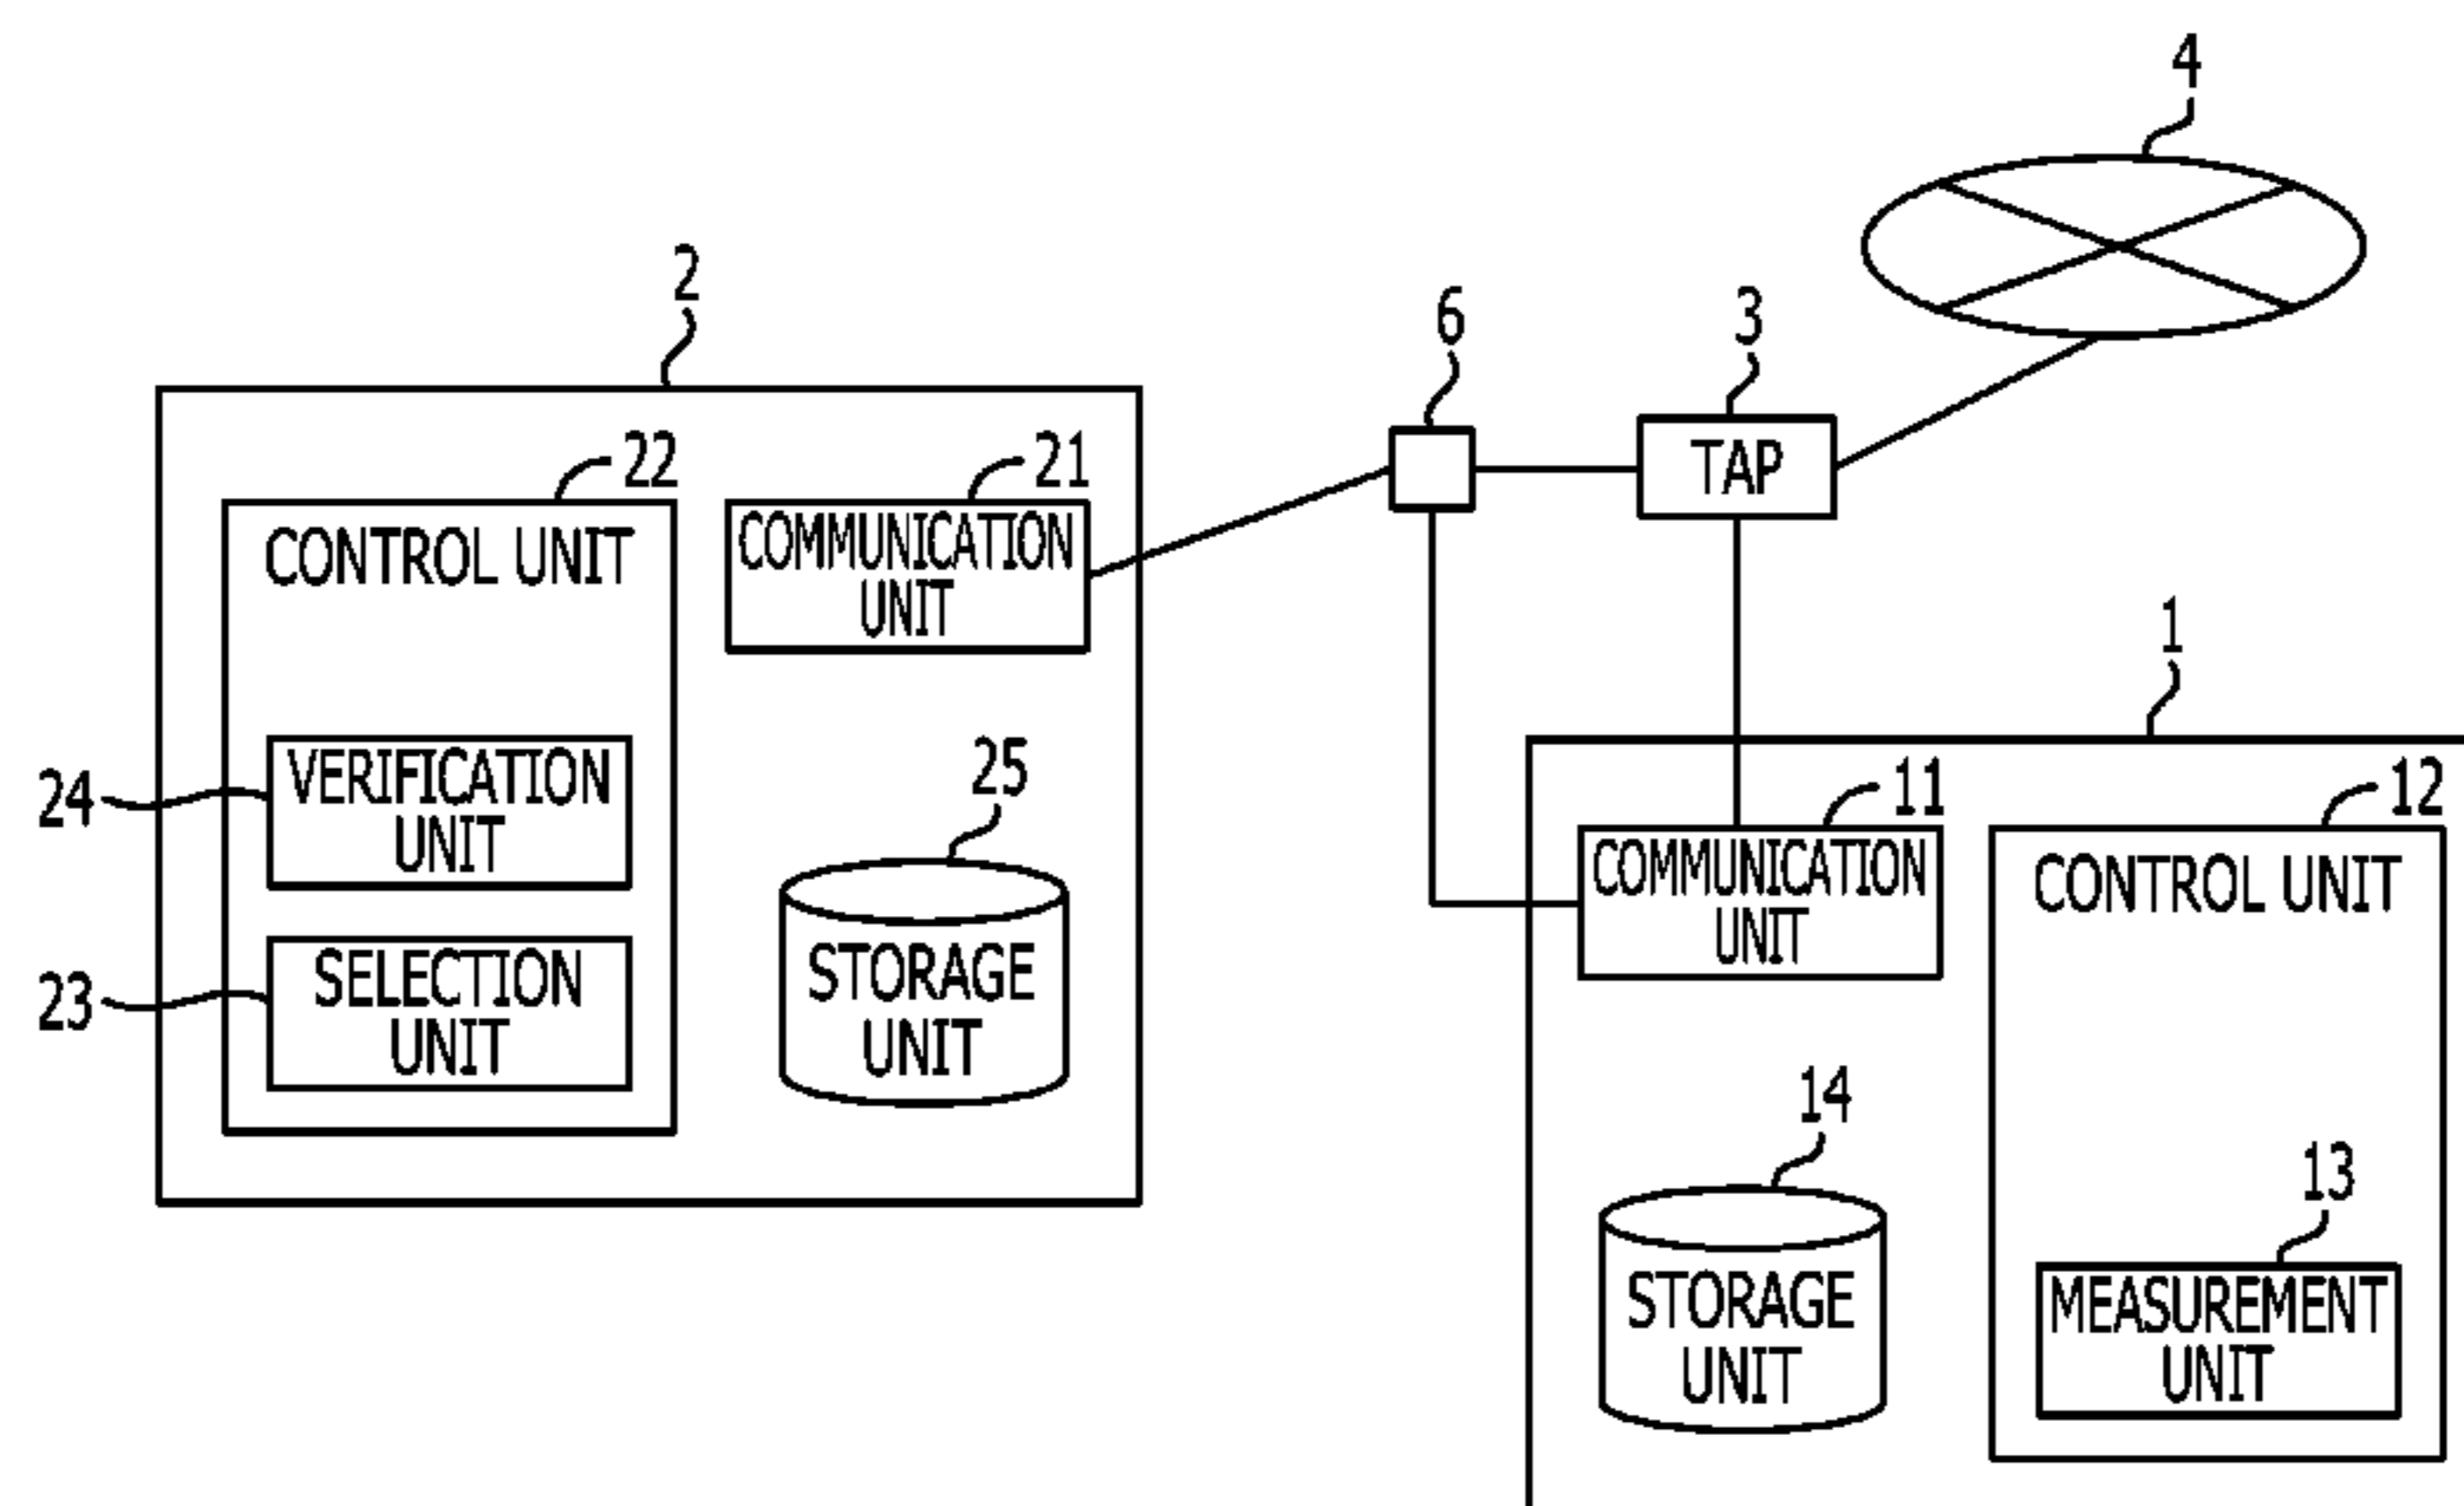 4
2
6
3
22
21
CONTROL UNIT
COMMUNICATION
UNIT
TAP
1
24
VERIFICATION
UNIT
25
23
SELECTION
UNIT
STORAGE
UNIT
11
12
COMMUNICATION
UNIT
CONTROL UNIT
14
STORAGE
UNIT
13
MEASUREMENT
UNIT